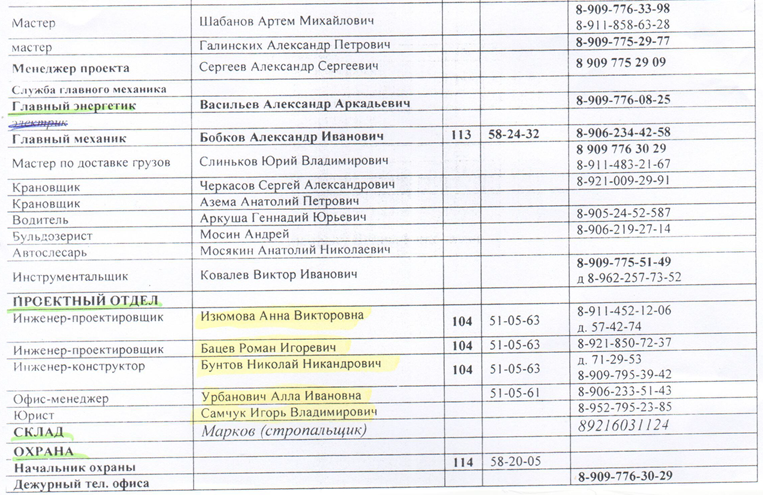 8-909-776-33-98
Мастер Шабанов Артем Михайлович 8-911-858-63-28
мастер Галинских Александр Петрович 8-909-775-29-77
Менеджер проекта Сергеев Александр Сергеевич 8 909 775 29 09
Служба главного механика
Главный энергетик Васильев Александр Аркадьевич 8-909-776-08-25
электрик
Главный механик Бобков Александр Иванович 113 58-24-32 8-906-234-42-58
8 909 776 30 29
Мастер по доставке грузов Слиньков Юрий Владимирович 8-911-483-21-67
Крановщик Черкасов Сергей Александрович 8-921-009-29-91
Крановщик Азема Анатолий Петрович
Водитель Аркуша Геннадий Юрьевич 8-905-24-52-587
Бульдозерист Мосин Андрей 8-906-219-27-14
Автослесарь Мосякин Анатолий Николаевич
8-909-775-51-49
Инструментальщик Ковалев Виктор Иванович д 8-962-257-73-52
ПРОЕКТНЫЙ ОТДЕЛ
Инженер-проектировщик Изюмова Анна Викторовна 104 51-05-63 8-911-452-12-06
д. 57-42-74
Инженер-проектировщик Бацев Роман Игоревич 104 51-05-63 8-921-850-72-37
Инженер-конструктор Бунтов Николай Никандрович 104 51-05-63 д. 71-29-53
8-909-795-39-42
Офис-менеджер Урбанович Алла Ивановна 51-05-61 8-906-233-51-43
Юрист Самчук Игорь Владимирович 8-952-795-23-85
СКЛАД Марков (стропальщик) 89216031124
ОХРАНА
Начальник охраны 114 58-20-05
Дежурный тел. офиса 8-909-776-30-29